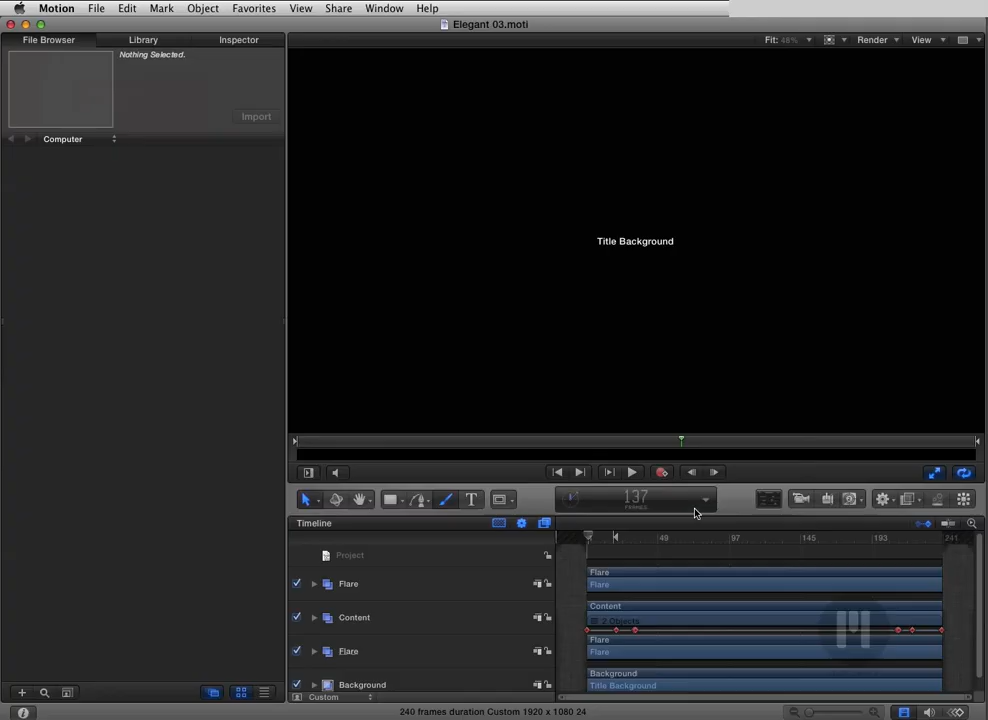 Motion File Edit Mark Object Favorites View Share Window Help
Elegant 03.moti
File Browser Library Inspector
Fit: 48% Render View
Nothing Selected.
Import
Computer
Title Background
137
FRAMES
Timeline
49 97 145 193 241
Project
Flare
Flare
Flare
Content
Content
2 Objects
Flare
Flare
Flare
Background
Background
Title Background
Custom
240 frames duration Custom 1920 x 1080 24